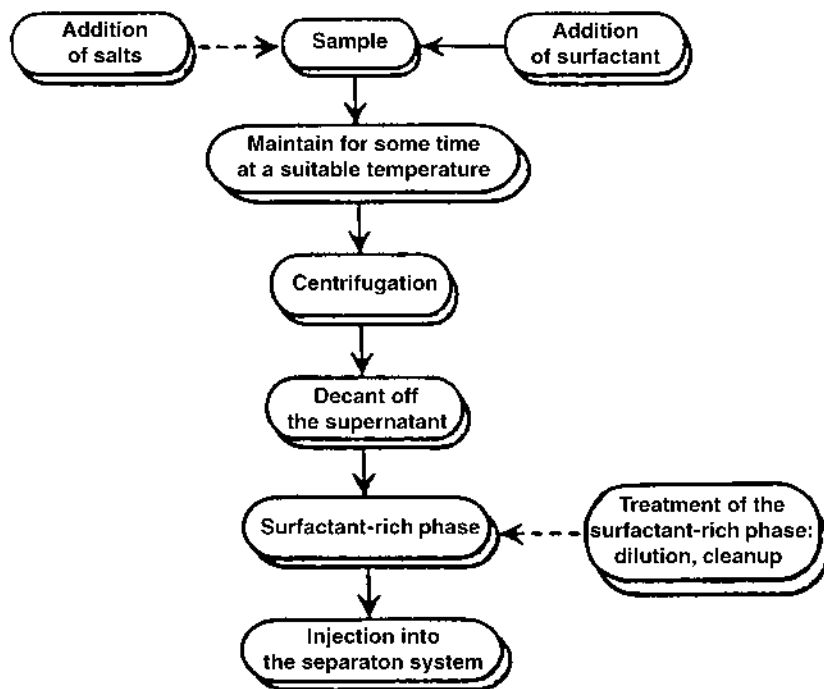 Addition
of salts
Sample
Addition
of surfactant
Maintain for some time
at a suitable temperature
Centrifugation
Decant off
the supernatant
Surfactant-rich phase
Treatment of the
surfactant-rich phase:
dilution, cleanup
Injection into
the separaton system